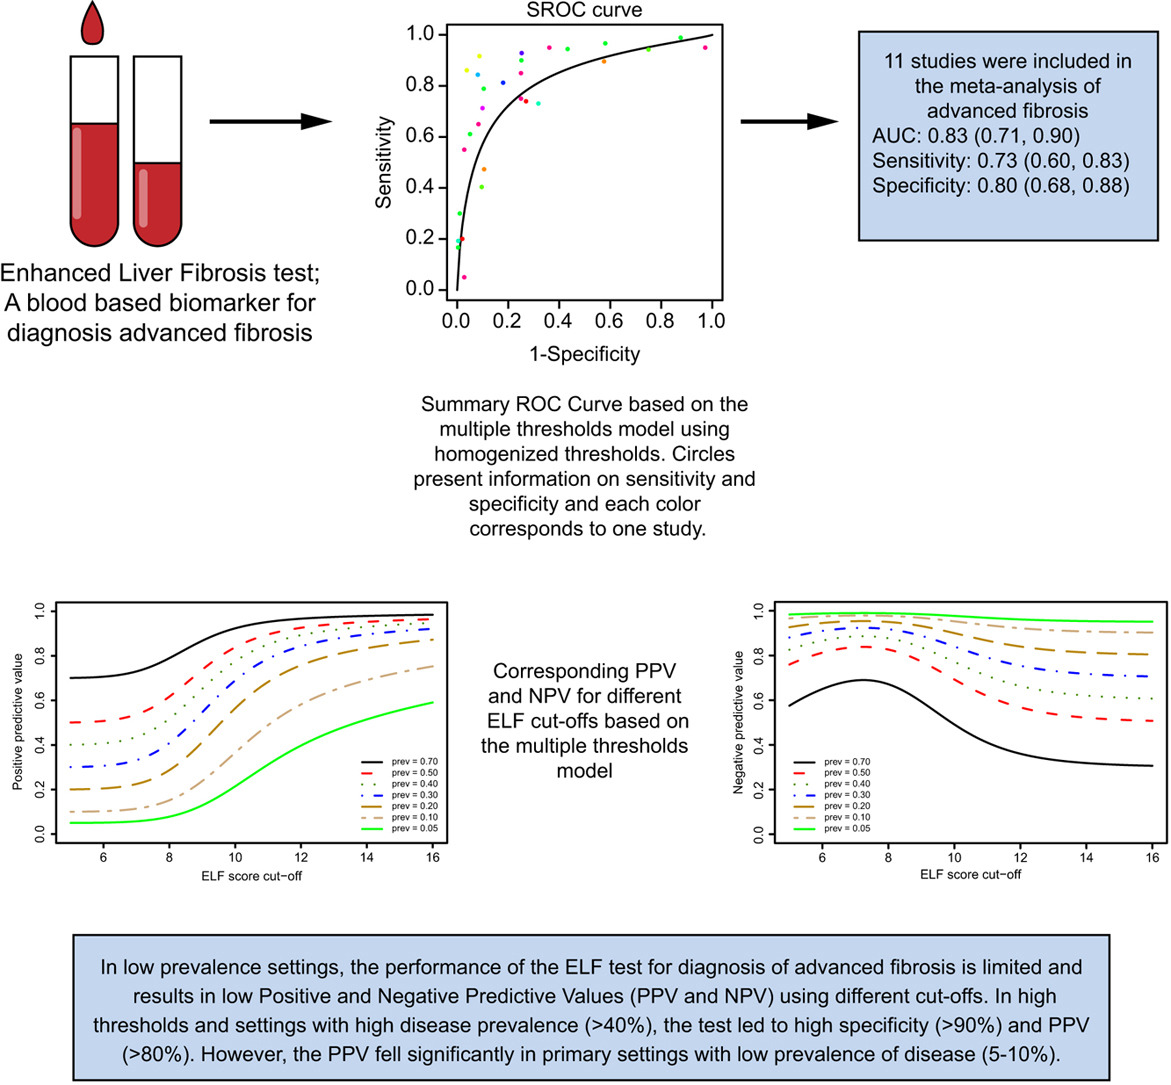 SROC curve
1.0
0.8
0.6
0.4
0.2
0.0
Sensitivity
0.0 0.2 0.4 0.6 0.8 1.0
1-Specificity
Enhanced Liver Fibrosis test;
A blood based biomarker for
diagnosis advanced fibrosis
11 studies were included in
the meta-analysis of
advanced fibrosis
AUC: 0.83 (0.71, 0.90)
Sensitivity: 0.73 (0.60, 0.83)
Specificity: 0.80 (0.68, 0.88)
Summary ROC Curve based on the
multiple thresholds model using
homogenized thresholds. Circles
present information on sensitivity and
specificity and each color
corresponds to one study.
Positive predictive value
1.0
0.8
0.6
0.4
0.2
0.0
prev = 0.70
prev = 0.50
prev = 0.40
prev = 0.30
prev = 0.20
prev = 0.10
prev = 0.05
6 8 10 12 14 16
ELF score cut−off
Corresponding PPV
and NPV for different
ELF cut-offs based on
the multiple thresholds
model
Negative predictive value
1.0
0.8
0.6
0.4
0.2
0.0
prev = 0.70
prev = 0.50
prev = 0.40
prev = 0.30
prev = 0.20
prev = 0.10
prev = 0.05
6 8 10 12 14 16
ELF score cut−off
In low prevalence settings, the performance of the ELF test for diagnosis of advanced fibrosis is limited and
results in low Positive and Negative Predictive Values (PPV and NPV) using different cut-offs. In high
thresholds and settings with high disease prevalence (>40%), the test led to high specificity (>90%) and PPV
(>80%). However, the PPV fell significantly in primary settings with low prevalence of disease (5-10%).